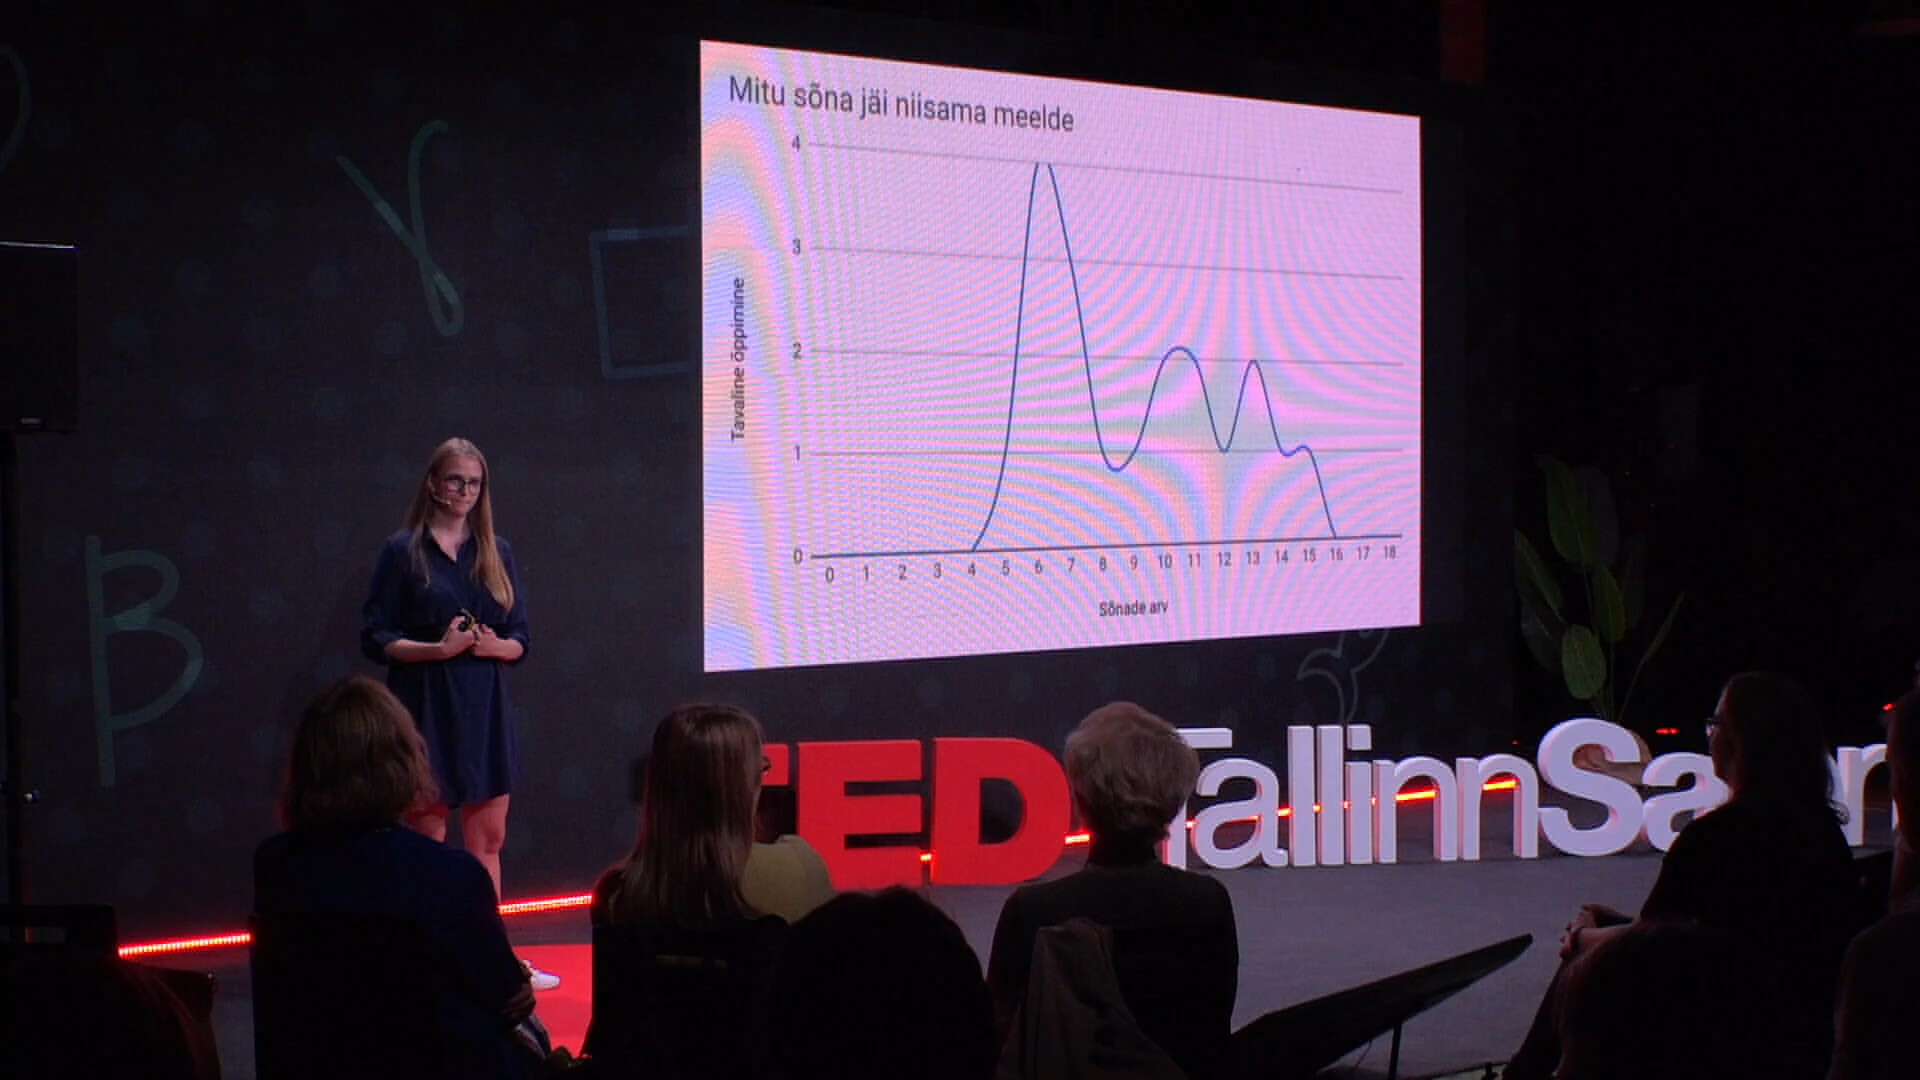 Mitu sõna jäi niisama meelde
4
3
2
1
0
Tavaline õppimine
0 1 2 3 4 5 6 7 8 9 10 11 12 13 14 15 16 17 18
Sõnade arv
γ
B
TED
TallinnSa